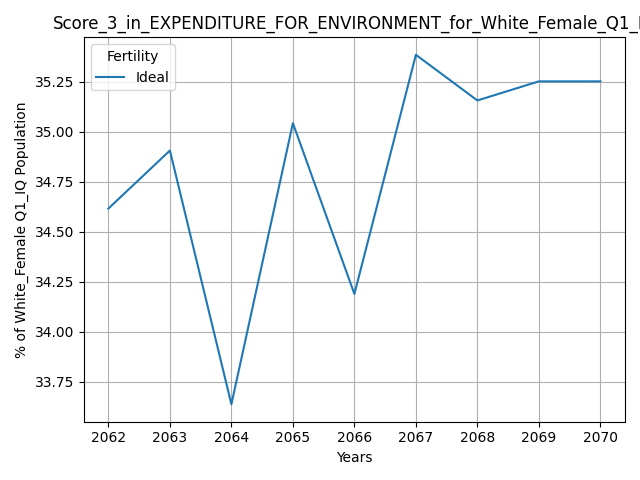 Score_3_in_EXPENDITURE_FOR_ENVIRONMENT_for_White_Female_Q1_
Fertility
Ideal
% of White_Female Q1_IQ Population
35.25
35.00
34.75
34.50
34.25
34.00
33.75
2062 2063 2064 2065 2066 2067 2068 2069 2070
Years